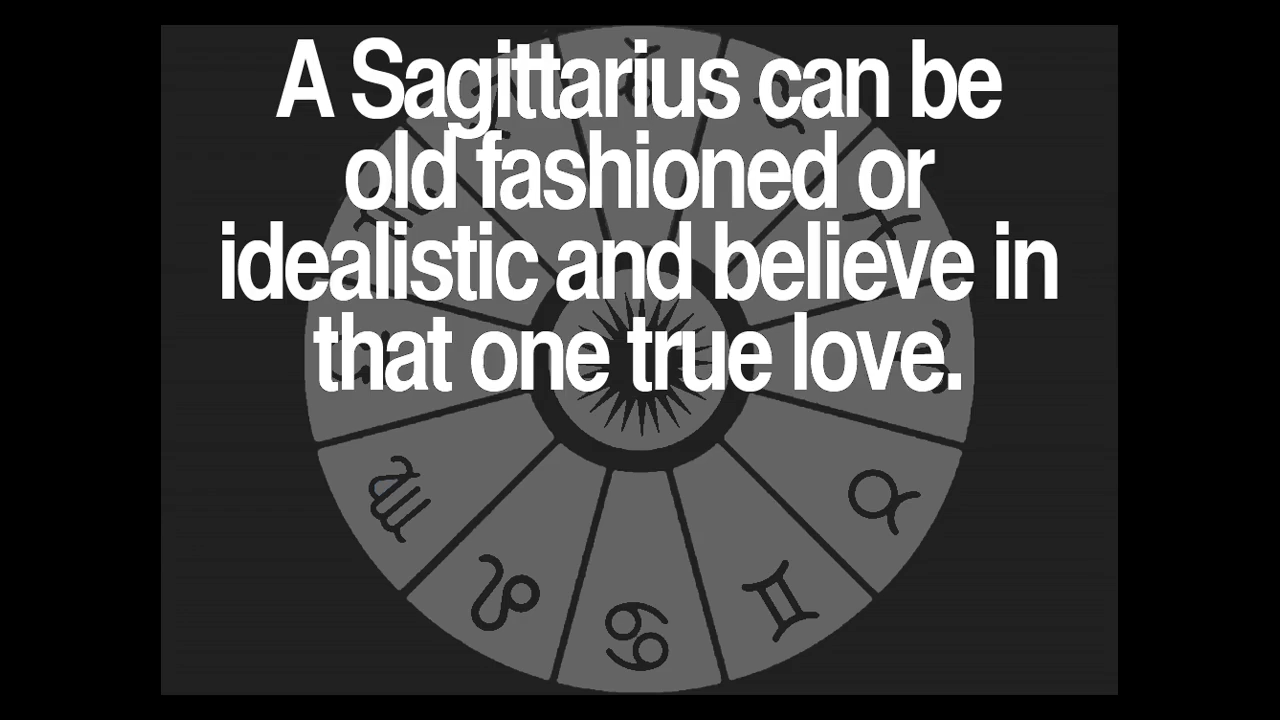 A Sagittarius can be
old fashioned or
idealistic and believe in
that one true love.